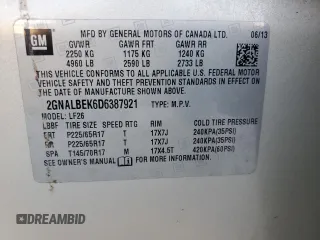 GM
MFD BY GENERAL MOTORS OF CANADA LTD. 06/13
GVWR GAWR FRT GAWR RR
2250 KG 1175 KG 1240 KG
4960 LB 2590 LB 2733 LB
THIS VEHICLE CONFORMS TO ALL APPLICABLE U.S. FEDERAL MOTOR
VEHICLE SAFETY, BUMPER, AND THEFT PREVENTION
STANDARDS IN EFFECT ON THE DATE OF MANUFACTURE
SHOWN ABOVE.
2GNALBEK6D6387921 TYPE: M.P.V.
MODEL: LF26
TIRE SIZE SPEED RTG RIM COLD TIRE PRESSURE
FRT P225/65R17 T 17X7J 240KPA(35PSI)
RR P225/65R17 T 17X7J 240KPA(35PSI)
SPA T145/70R17 M 17X4.5T 420KPA(60PSI)
SEE OWNER'S MANUAL FOR MORE INFORMATION.
DREAMBID
DREAMBID.COM